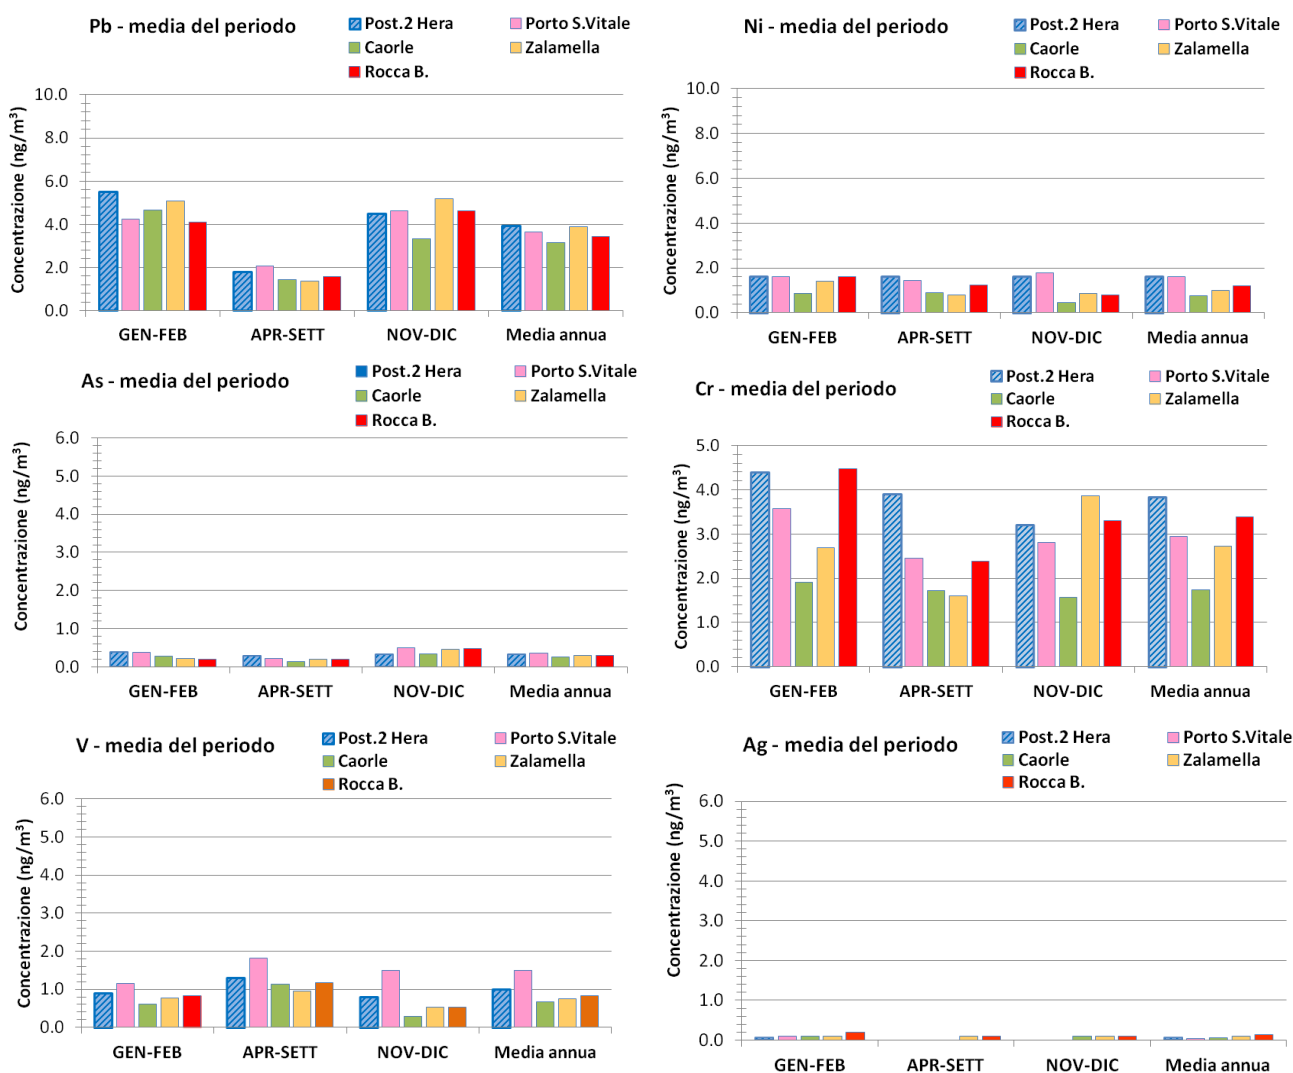 Pb - media del periodo
Post.2 Hera
Porto S.Vitale
Caorle
Zalamella
Rocca B.
Concentrazione (ng/m³)
10.0
8.0
6.0
4.0
2.0
0.0
GEN-FEB
APR-SETT
NOV-DIC
Media annua
Ni - media del periodo
Post.2 Hera
Porto S.Vitale
Caorle
Zalamella
Rocca B.
Concentrazione (ng/m³)
10.0
8.0
6.0
4.0
2.0
0.0
GEN-FEB
APR-SETT
NOV-DIC
Media annua
As - media del periodo
Post.2 Hera
Porto S.Vitale
Caorle
Zalamella
Rocca B.
Concentrazione (ng/m³)
6.0
5.0
4.0
3.0
2.0
1.0
0.0
GEN-FEB
APR-SETT
NOV-DIC
Media annua
Cr - media del periodo
Post.2 Hera
Porto S.Vitale
Caorle
Zalamella
Rocca B.
Concentrazione (ng/m³)
5.0
4.0
3.0
2.0
1.0
0.0
GEN-FEB
APR-SETT
NOV-DIC
Media annua
V - media del periodo
Post.2 Hera
Porto S.Vitale
Caorle
Zalamella
Rocca B.
Concentrazione (ng/m³)
6.0
5.0
4.0
3.0
2.0
1.0
0.0
GEN-FEB
APR-SETT
NOV-DIC
Media annua
Ag - media del periodo
Post.2 Hera
Porto S.Vitale
Caorle
Zalamella
Rocca B.
Concentrazione (ng/m³)
6.0
5.0
4.0
3.0
2.0
1.0
0.0
GEN-FEB
APR-SETT
NOV-DIC
Media annua